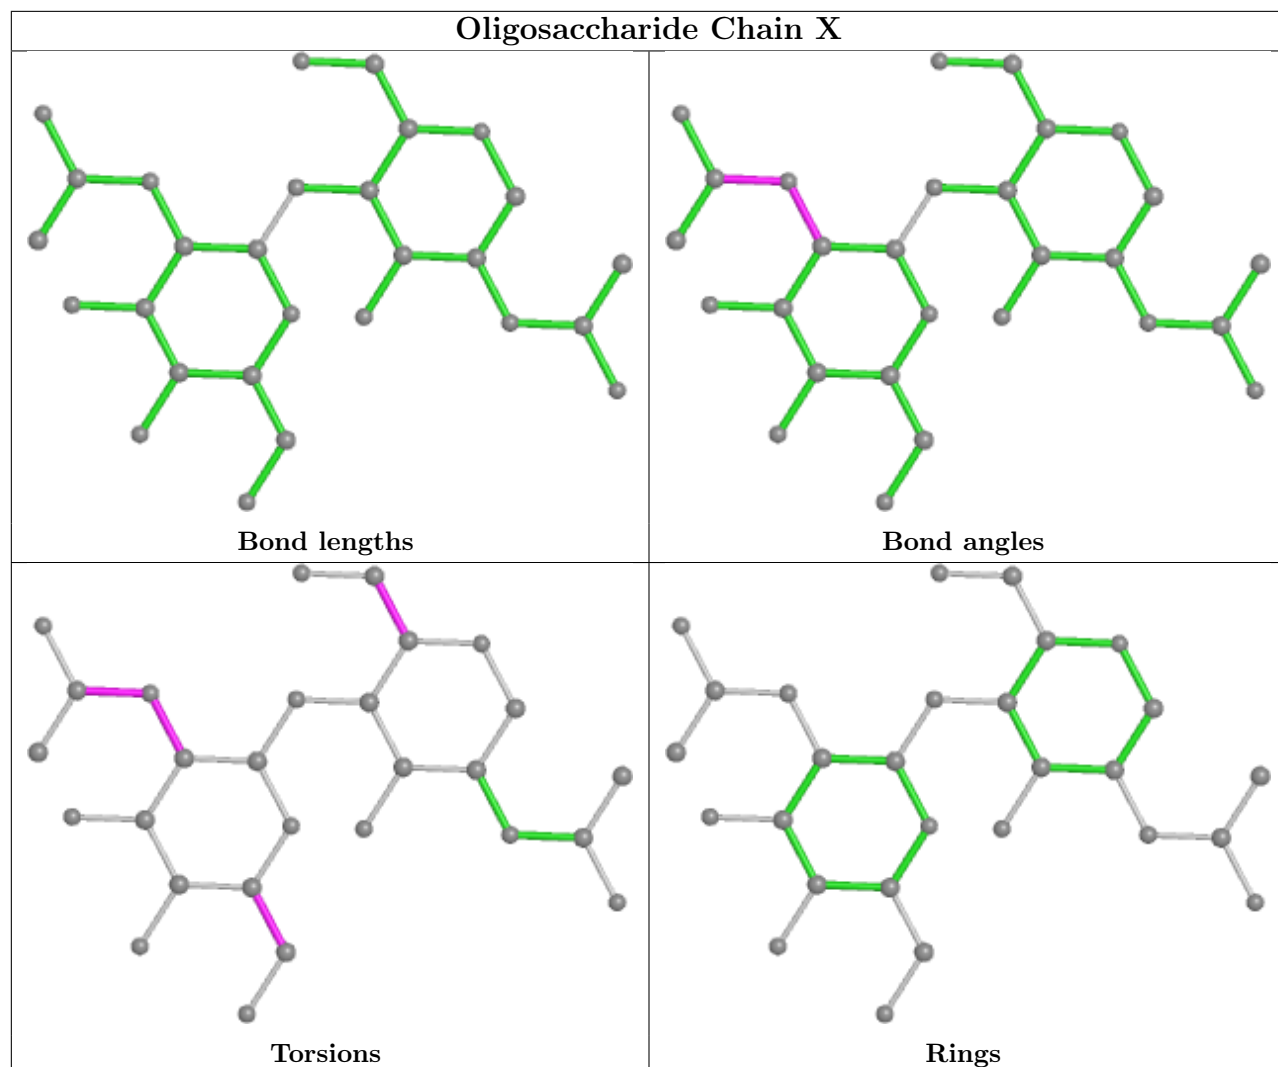 Oligosaccharide Chain X
Bond lengths
Bond angles
Torsions
Rings